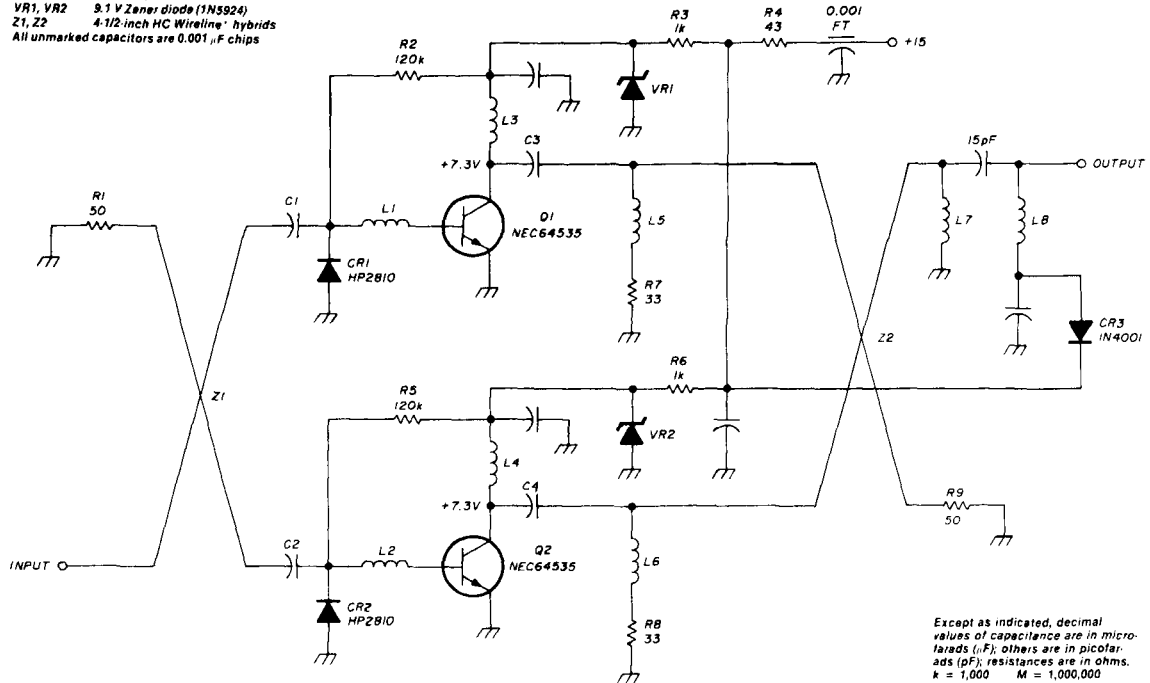 VR1, VR2 9.1 V Zener diode (1N5924)
Z1, Z2 4-1/2-inch HC Wireline* hybrids
All unmarked capacitors are 0.001 µF chips
R2
120k
R3
1k
R4
43
0.001
FT
+15
VR1
L3
+7.3V
C3
15pF
OUTPUT
R1
50
C1
L1
Q1
NEC64535
L5
L7
L8
CR1
HP2810
R7
33
Z2
CR3
1N4001
Z1
R5
120k
R6
1k
VR2
L4
+7.3V
C4
R9
50
INPUT
C2
L2
Q2
NEC64535
L6
CR2
HP2810
R8
33
Except as indicated, decimal
values of capacitance are in micro-
farads (µF); others are in picofar-
ads (pF); resistances are in ohms.
k = 1,000 M = 1,000,000